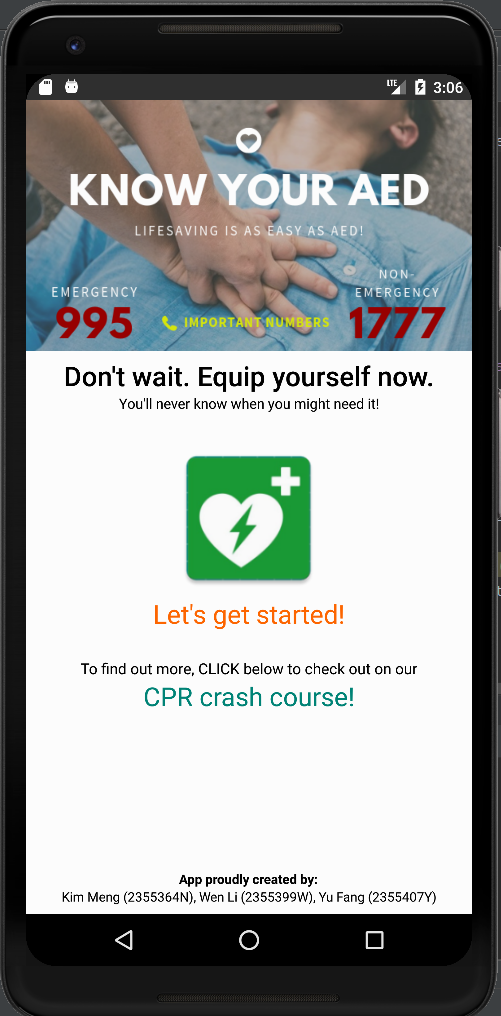 LTE 3:06
KNOW YOUR AED
LIFESAVING IS AS EASY AS AED!
EMERGENCY
995
IMPORTANT NUMBERS
NON-
EMERGENCY
1777
Don't wait. Equip yourself now.
You'll never know when you might need it!
Let's get started!
To find out more, CLICK below to check out on our
CPR crash course!
App proudly created by:
Kim Meng (2355364N), Wen Li (2355399W), Yu Fang (2355407Y)